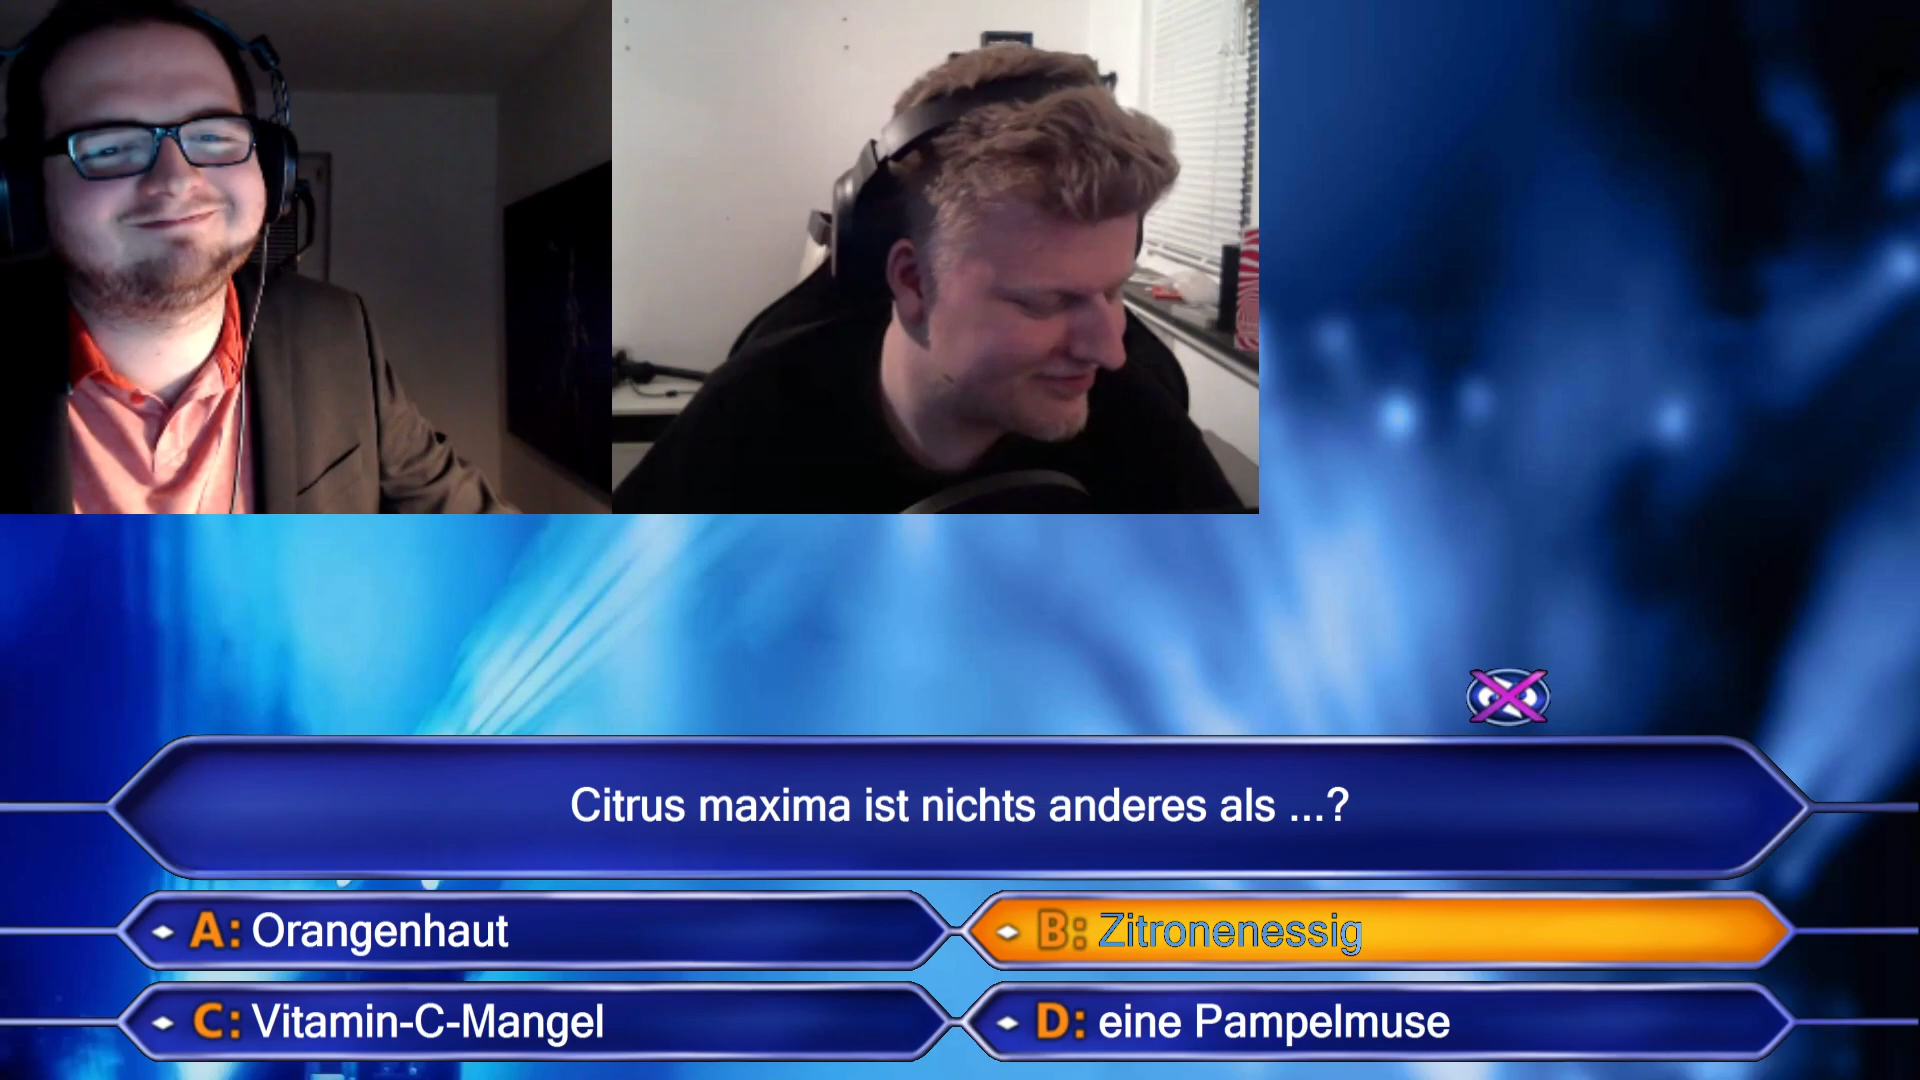 Citrus maxima ist nichts anderes als ...?
A: Orangenhaut
B: Zitronenessig
C: Vitamin-C-Mangel
D: eine Pampelmuse